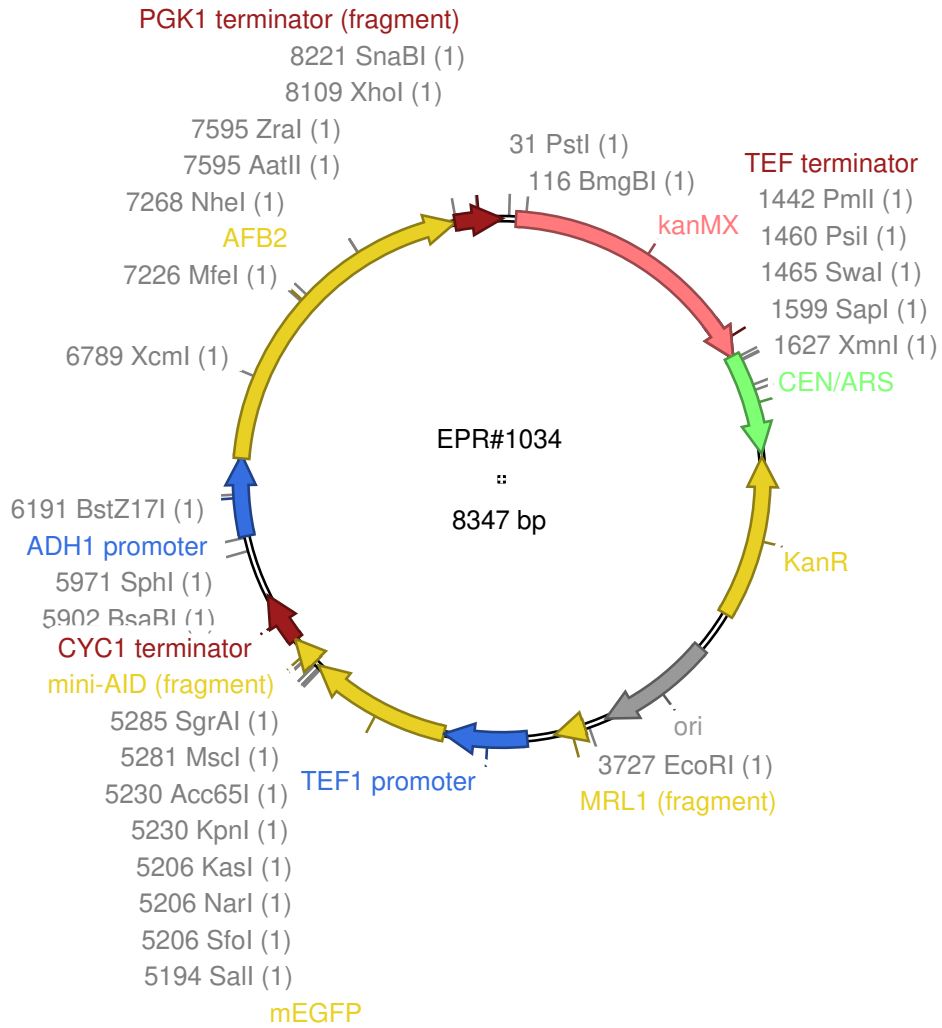 PGK1 terminator (fragment)
8221 SnaBI (1)
8109 XhoI (1)
7595 ZraI (1)
7595 AatII (1)
7268 NheI (1)
AFB2
7226 MfeI (1)
6789 XcmI (1)
31 PstI (1)
116 BmgBI (1)
kanMX
TEF terminator
1442 PmlI (1)
1460 PsiI (1)
1465 SwaI (1)
1599 SapI (1)
1627 XmnI (1)
CEN/ARS
EPR#1034
8347 bp
KanR
ori
3727 EcoRI (1)
MRL1 (fragment)
TEF1 promoter
6191 BstZ17I (1)
ADH1 promoter
5971 SphI (1)
5902 BsaBI (1)
CYC1 terminator
mini-AID (fragment)
5285 SgrAI (1)
5281 MscI (1)
5230 Acc65I (1)
5230 KpnI (1)
5206 KasI (1)
5206 NarI (1)
5206 SfoI (1)
5194 SalI (1)
mEGFP